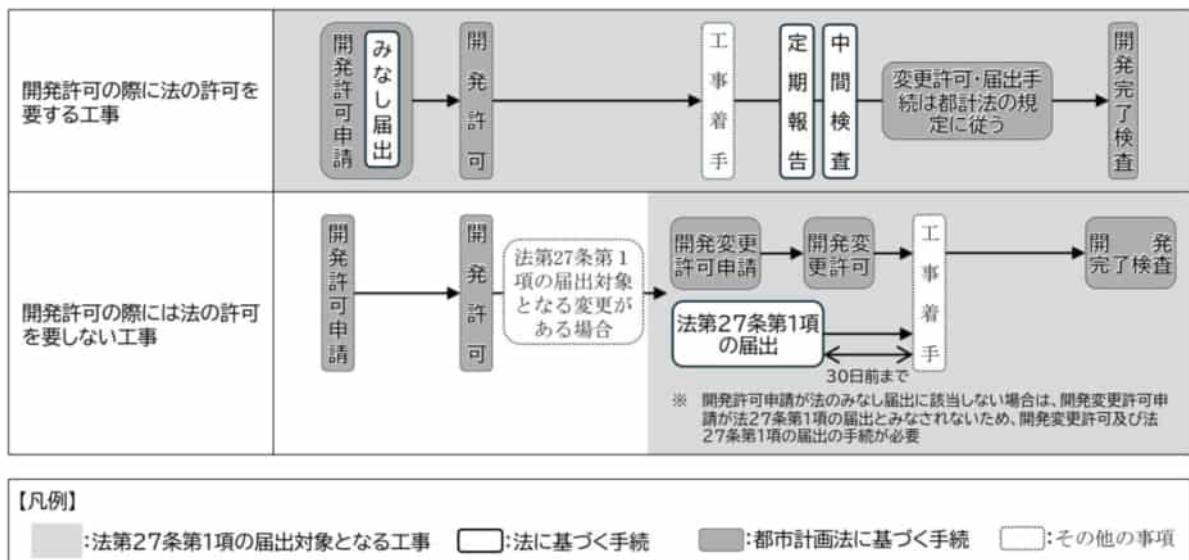 開発許可の際に法の許可を
要する工事
開発許可申請
みなし届出
開発許可
工事着手
定期報告
中間検査
変更許可・届出手
続は都計法の規
定に従う
開発完了検査
開発許可の際には法の許可
を要しない工事
開発許可申請
開発許可
法第27条第1
項の届出対象
となる変更が
ある場合
開発変更
許可申請
開発変
更許可
法第27条第1項
の届出
30日前まで
工事着手
開発
完了検査
※ 開発許可申請が法のみなし届出に該当しない場合は、開発変更許可申
請が法27条第1項の届出とみなされないため、開発変更許可及び法
27条第1項の届出の手続が必要
【凡例】
:法第27条第1項の届出対象となる工事 :法に基づく手続 :都市計画法に基づく手続 :その他の事項